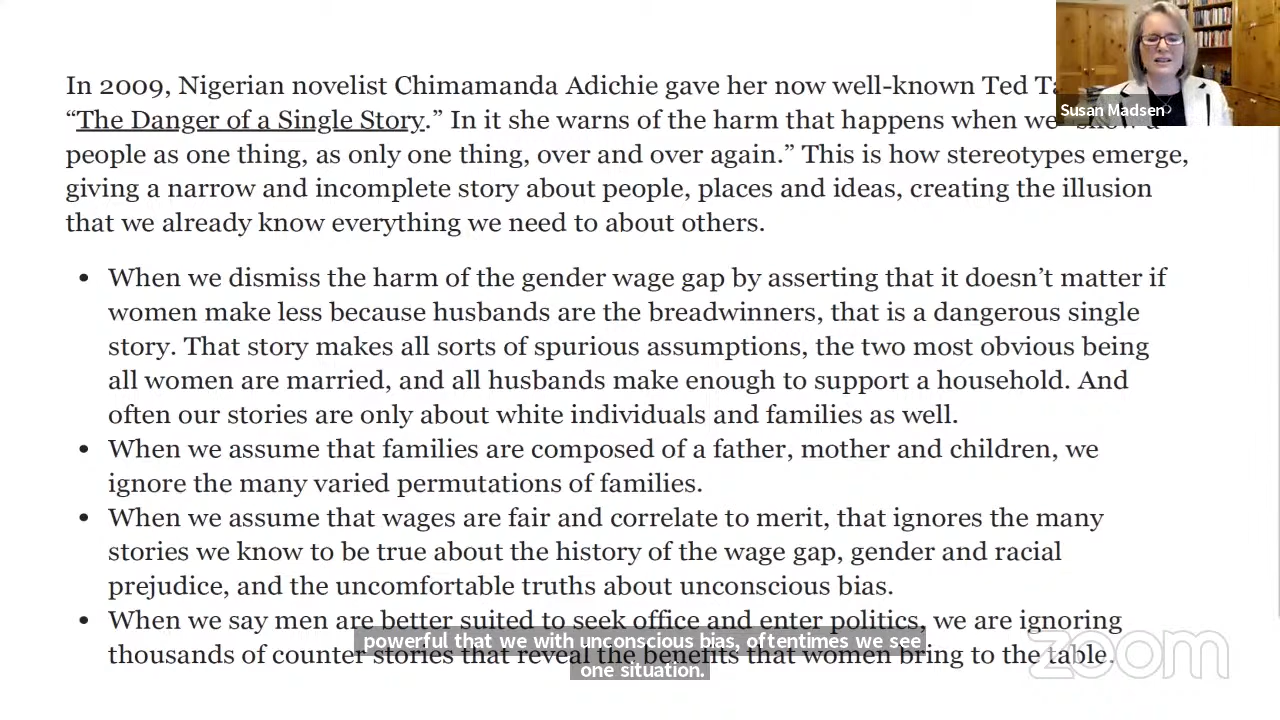 In 2009, Nigerian novelist Chimamanda Adichie gave her now well-known Ted
“The Danger of a Single Story.” In it she warns of the harm that happens when we
Susan Madsen
people as one thing, as only one thing, over and over again.” This is how stereotypes emerge,
giving a narrow and incomplete story about people, places and ideas, creating the illusion
that we already know everything we need to about others.
• When we dismiss the harm of the gender wage gap by asserting that it doesn’t matter if
women make less because husbands are the breadwinners, that is a dangerous single
story. That story makes all sorts of spurious assumptions, the two most obvious being
all women are married, and all husbands make enough to support a household. And
often our stories are only about white individuals and families as well.
• When we assume that families are composed of a father, mother and children, we
ignore the many varied permutations of families.
• When we assume that wages are fair and correlate to merit, that ignores the many
stories we know to be true about the history of the wage gap, gender and racial
prejudice, and the uncomfortable truths about unconscious bias.
• When we say men are better suited to seek office and enter politics, we are ignoring
thousands of counter stories that reveal the benefits that women bring to the table.
powerful that we with unconscious bias, oftentimes we see
one situation.
zoom